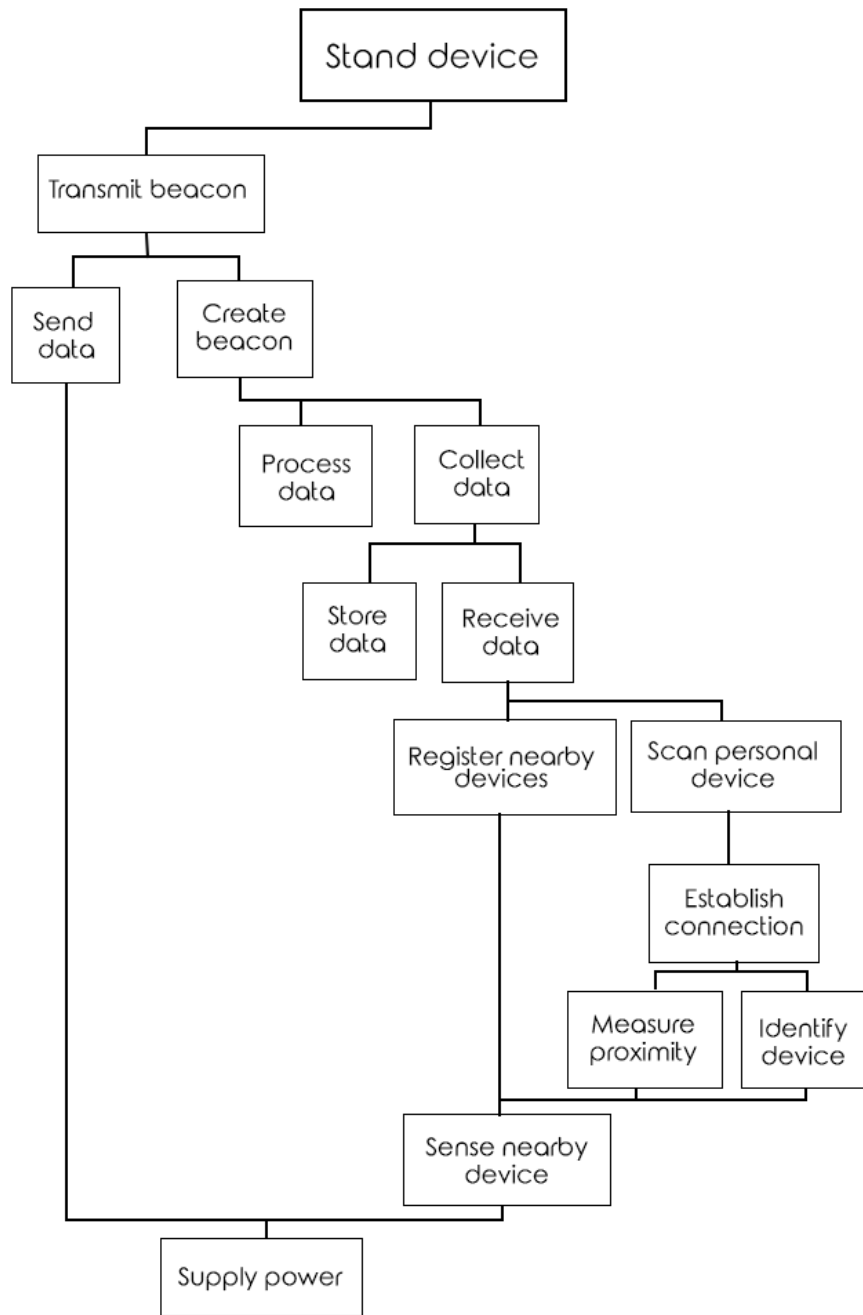 Stand device
Transmit beacon
Send
data
Create
beacon
Process
data
Collect
data
Store
data
Receive
data
Register nearby
devices
Scan personal
device
Establish
connection
Measure
proximity
Identify
device
Sense nearby
device
Supply power